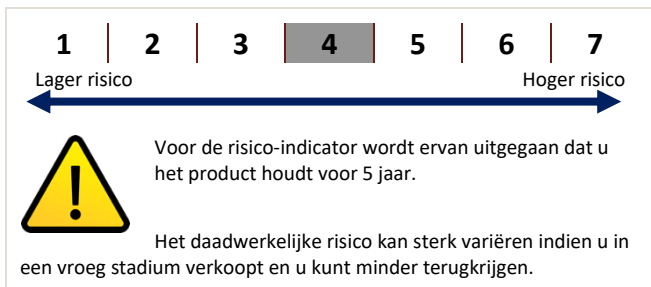 1 2 3 4 5 6 7
Lager risico Hoger risico
Voor de risico-indicator wordt ervan uitgegaan dat u
het product houdt voor 5 jaar.
Het daadwerkelijke risico kan sterk variëren indien u in
een vroeg stadium verkoopt en u kunt minder terugkrijgen.